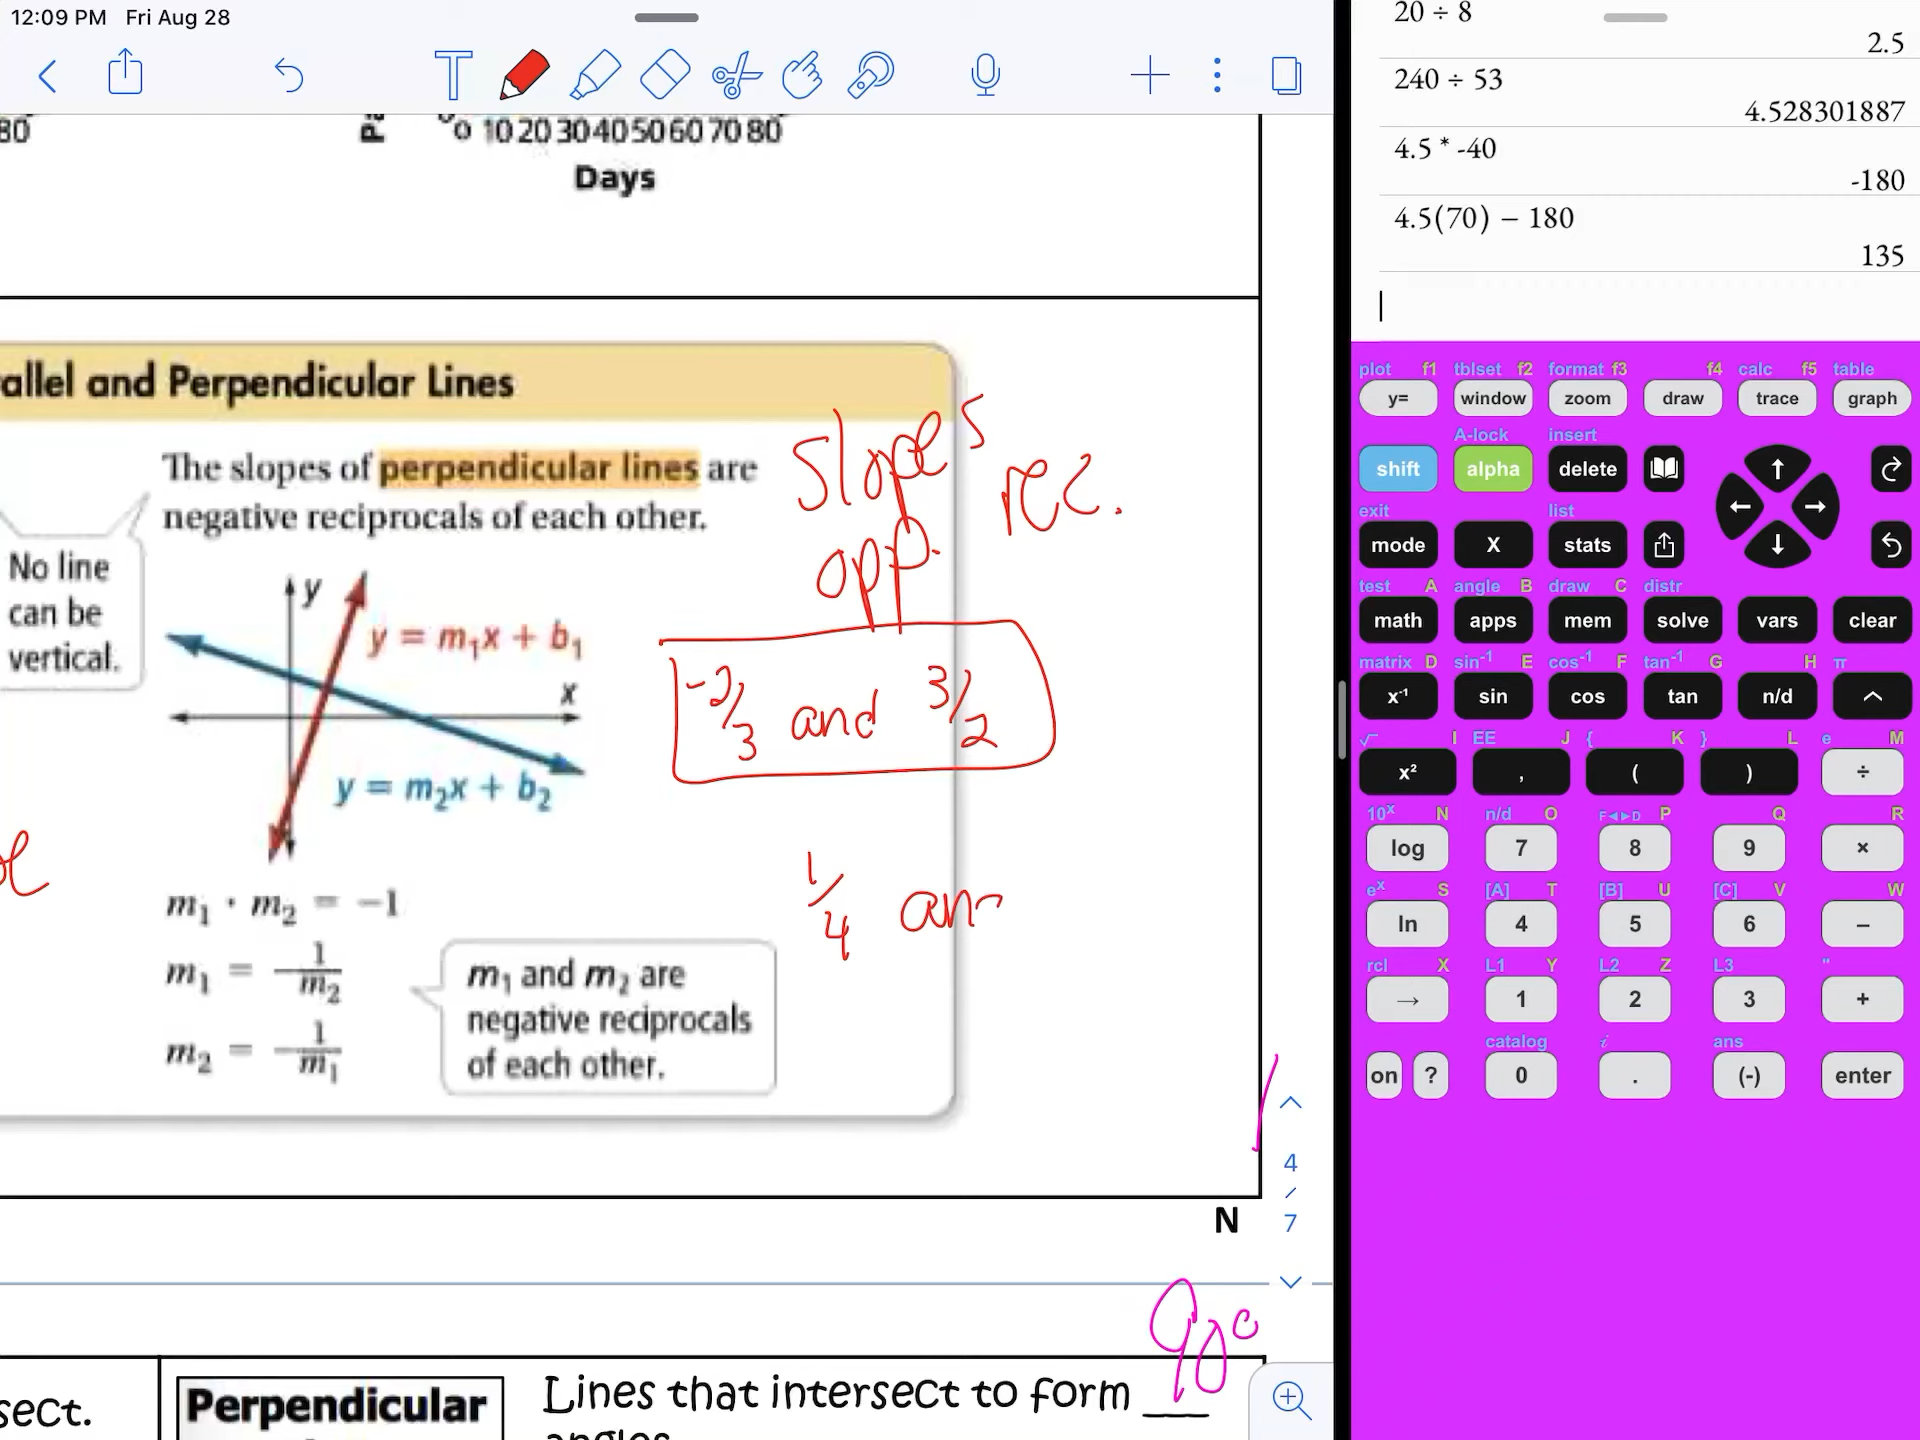 12:09 PM Fri Aug 28
80
0 10 20 30 40 50 60 70 80
Days
allel and Perpendicular Lines
The slopes of perpendicular lines are
negative reciprocals of each other.
No line
can be
vertical.
y
x
y = m₁x + b₁
y = m₂x + b₂
m₁ · m₂ = −1
m₁ = −1/m₂
m₂ = −1/m₁
m₁ and m₂ are
negative reciprocals
of each other.
slopes
opp. rec.
-2/3 and 3/2
1/4 an
4
/
7
N
90°
sect.
Perpendicular
Lines that intersect to form ___
angles
20 ÷ 8
2.5
240 ÷ 53
4.528301887
4.5 * -40
-180
4.5(70) − 180
135
plot f1 tblset f2 format f3 f4 calc f5 table
y= window zoom draw trace graph
A-lock insert
shift alpha delete
exit list
mode X stats
test A angle B draw C distr
math apps mem solve vars clear
matrix D sin⁻¹ E cos⁻¹ F tan⁻¹ G H π
x⁻¹ sin cos tan n/d ^
√‾ I EE J { K } L e M
x² , ( ) ÷
10ˣ N n/d O F◄►D P Q R
log 7 8 9 ×
eˣ S [A] T [B] U [C] V W
ln 4 5 6 −
rcl X L1 Y L2 Z L3 "
→ 1 2 3 +
catalog i ans
on ? 0 . (-) enter